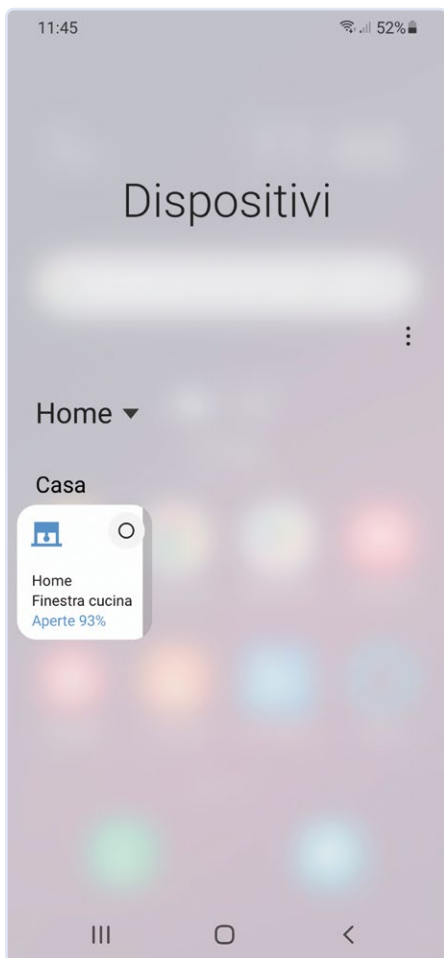 11:45
52%
Dispositivi
Home
Casa
Home
Finestra cucina
Aperte 93%